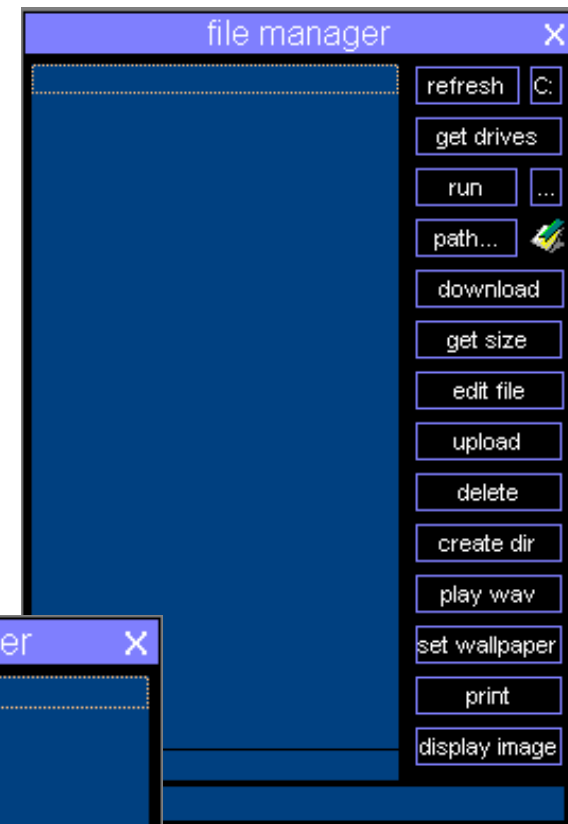 file manager X
refresh C:
get drives
run ...
path...
download
get size
edit file
upload
delete
create dir
play wav
er X
set wallpaper
print
display image